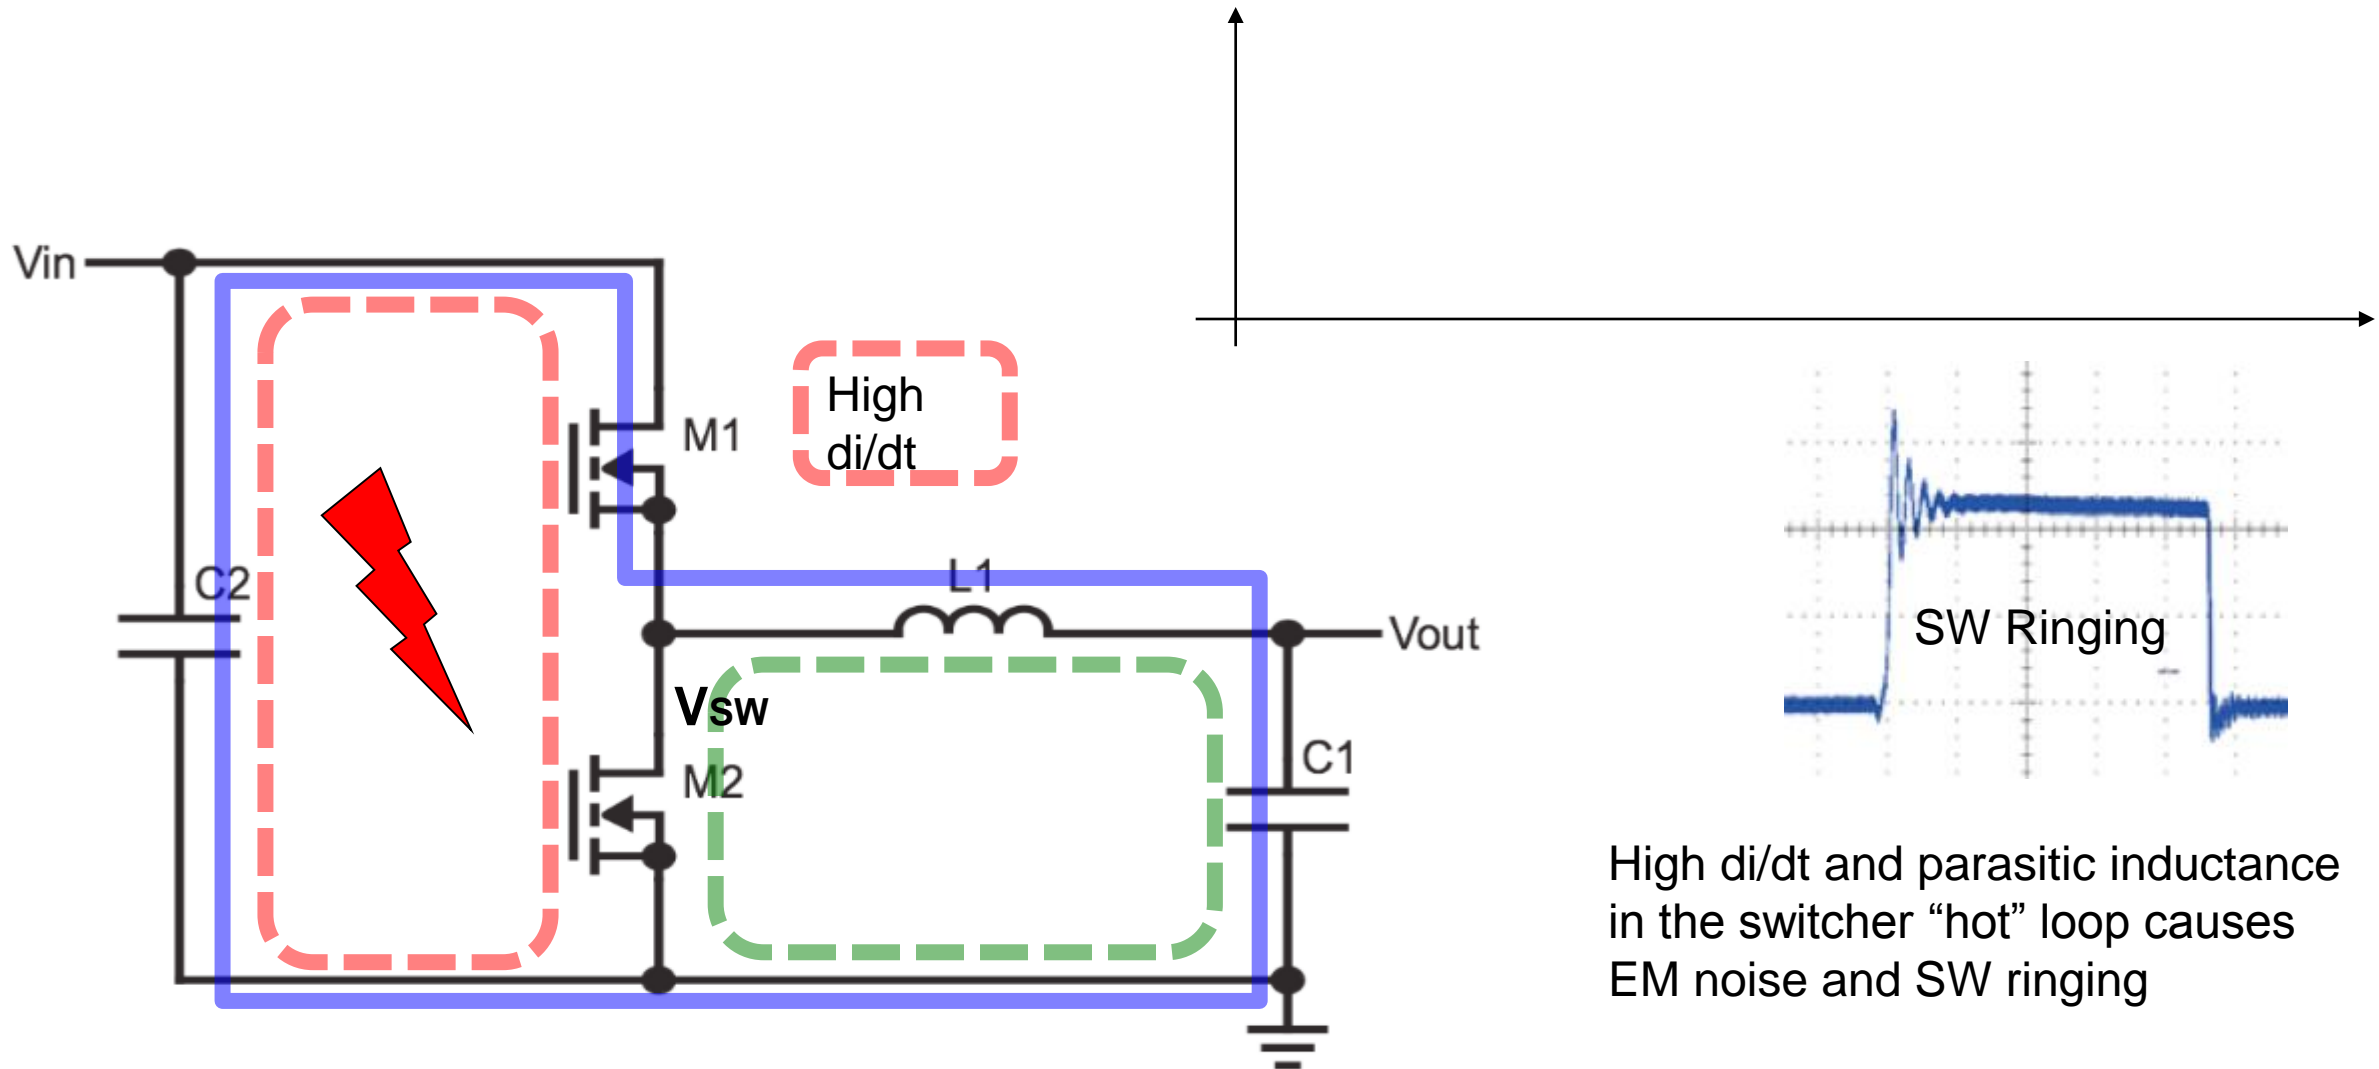 Vin
High
di/dt
M1
C2
L1
Vout
Vsw
M2
C1
SW Ringing
High di/dt and parasitic inductance
in the switcher “hot” loop causes
EM noise and SW ringing